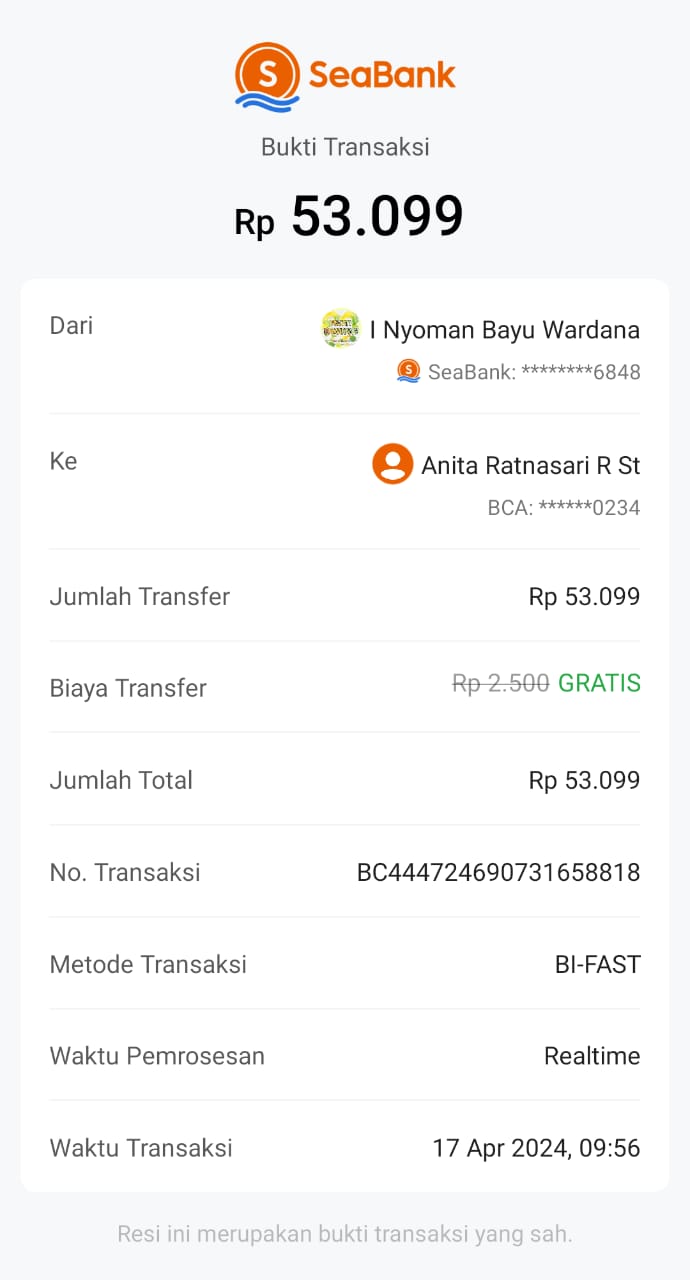 SeaBank
Bukti Transaksi
Rp 53.099
Dari
I Nyoman Bayu Wardana
SeaBank: ********6848
Ke
Anita Ratnasari R St
BCA: ******0234
Jumlah Transfer Rp 53.099
Biaya Transfer Rp 2.500 GRATIS
Jumlah Total Rp 53.099
No. Transaksi BC444724690731658818
Metode Transaksi BI-FAST
Waktu Pemrosesan Realtime
Waktu Transaksi 17 Apr 2024, 09:56
Resi ini merupakan bukti transaksi yang sah.